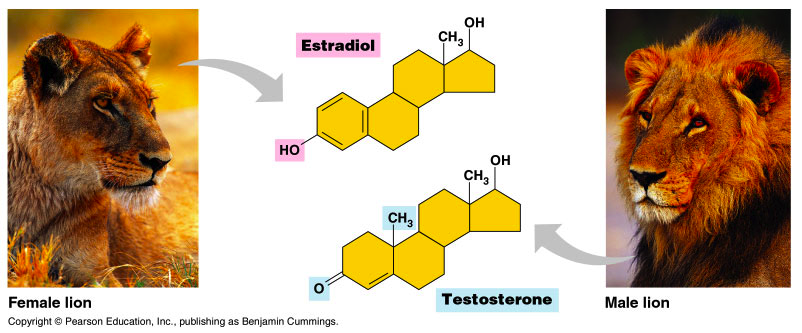 Estradiol
OH
CH3
HO
OH
CH3
CH3
O
Testosterone
Female lion
Male lion
Copyright © Pearson Education, Inc., publishing as Benjamin Cummings.